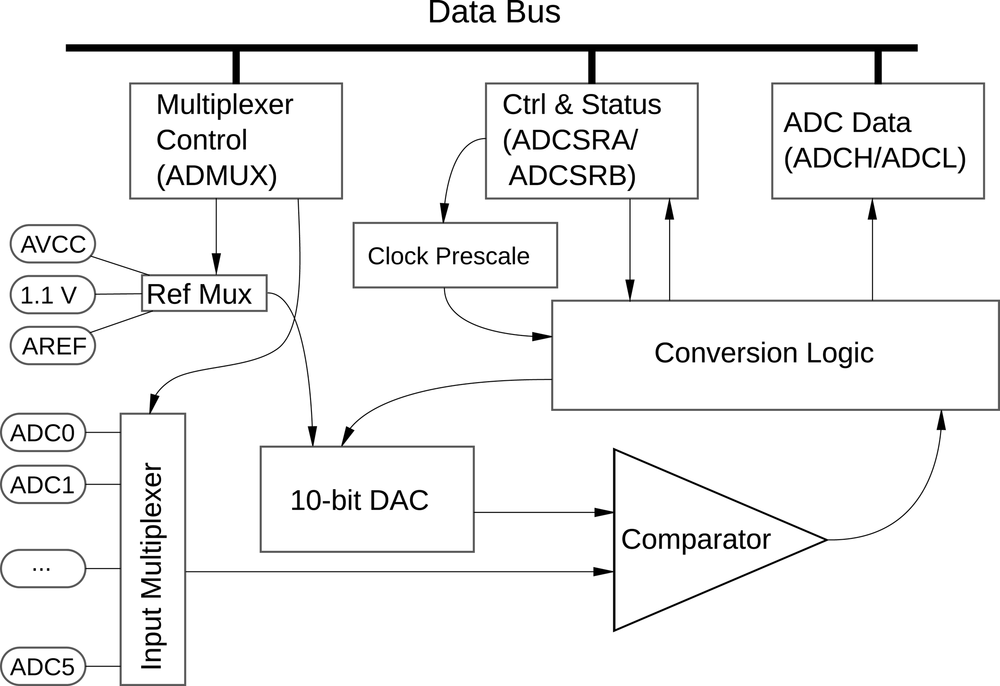 Data Bus
Multiplexer
Control
(ADMUX)
Ctrl & Status
(ADCSRA/
ADCSRB)
ADC Data
(ADCH/ADCL)
AVCC
1.1 V
AREF
Ref Mux
Clock Prescale
Conversion Logic
ADC0
ADC1
...
ADC5
Input Multiplexer
10-bit DAC
Comparator